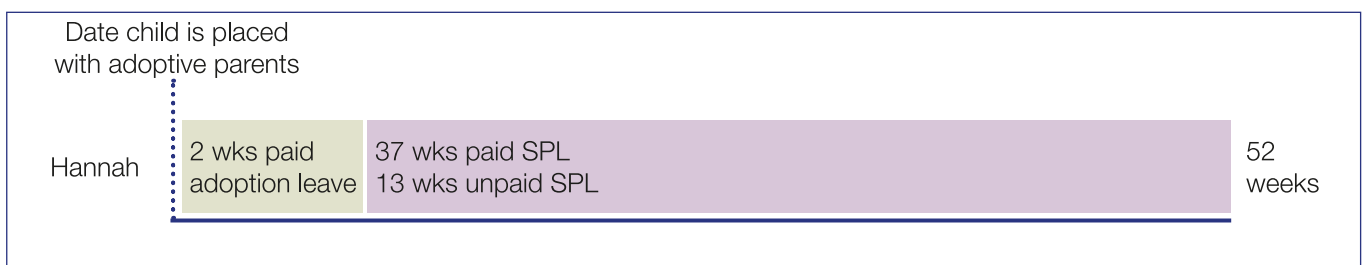 Date child is placed
with adoptive parents
Hannah
2 wks paid
adoption leave
37 wks paid SPL
13 wks unpaid SPL
52
weeks